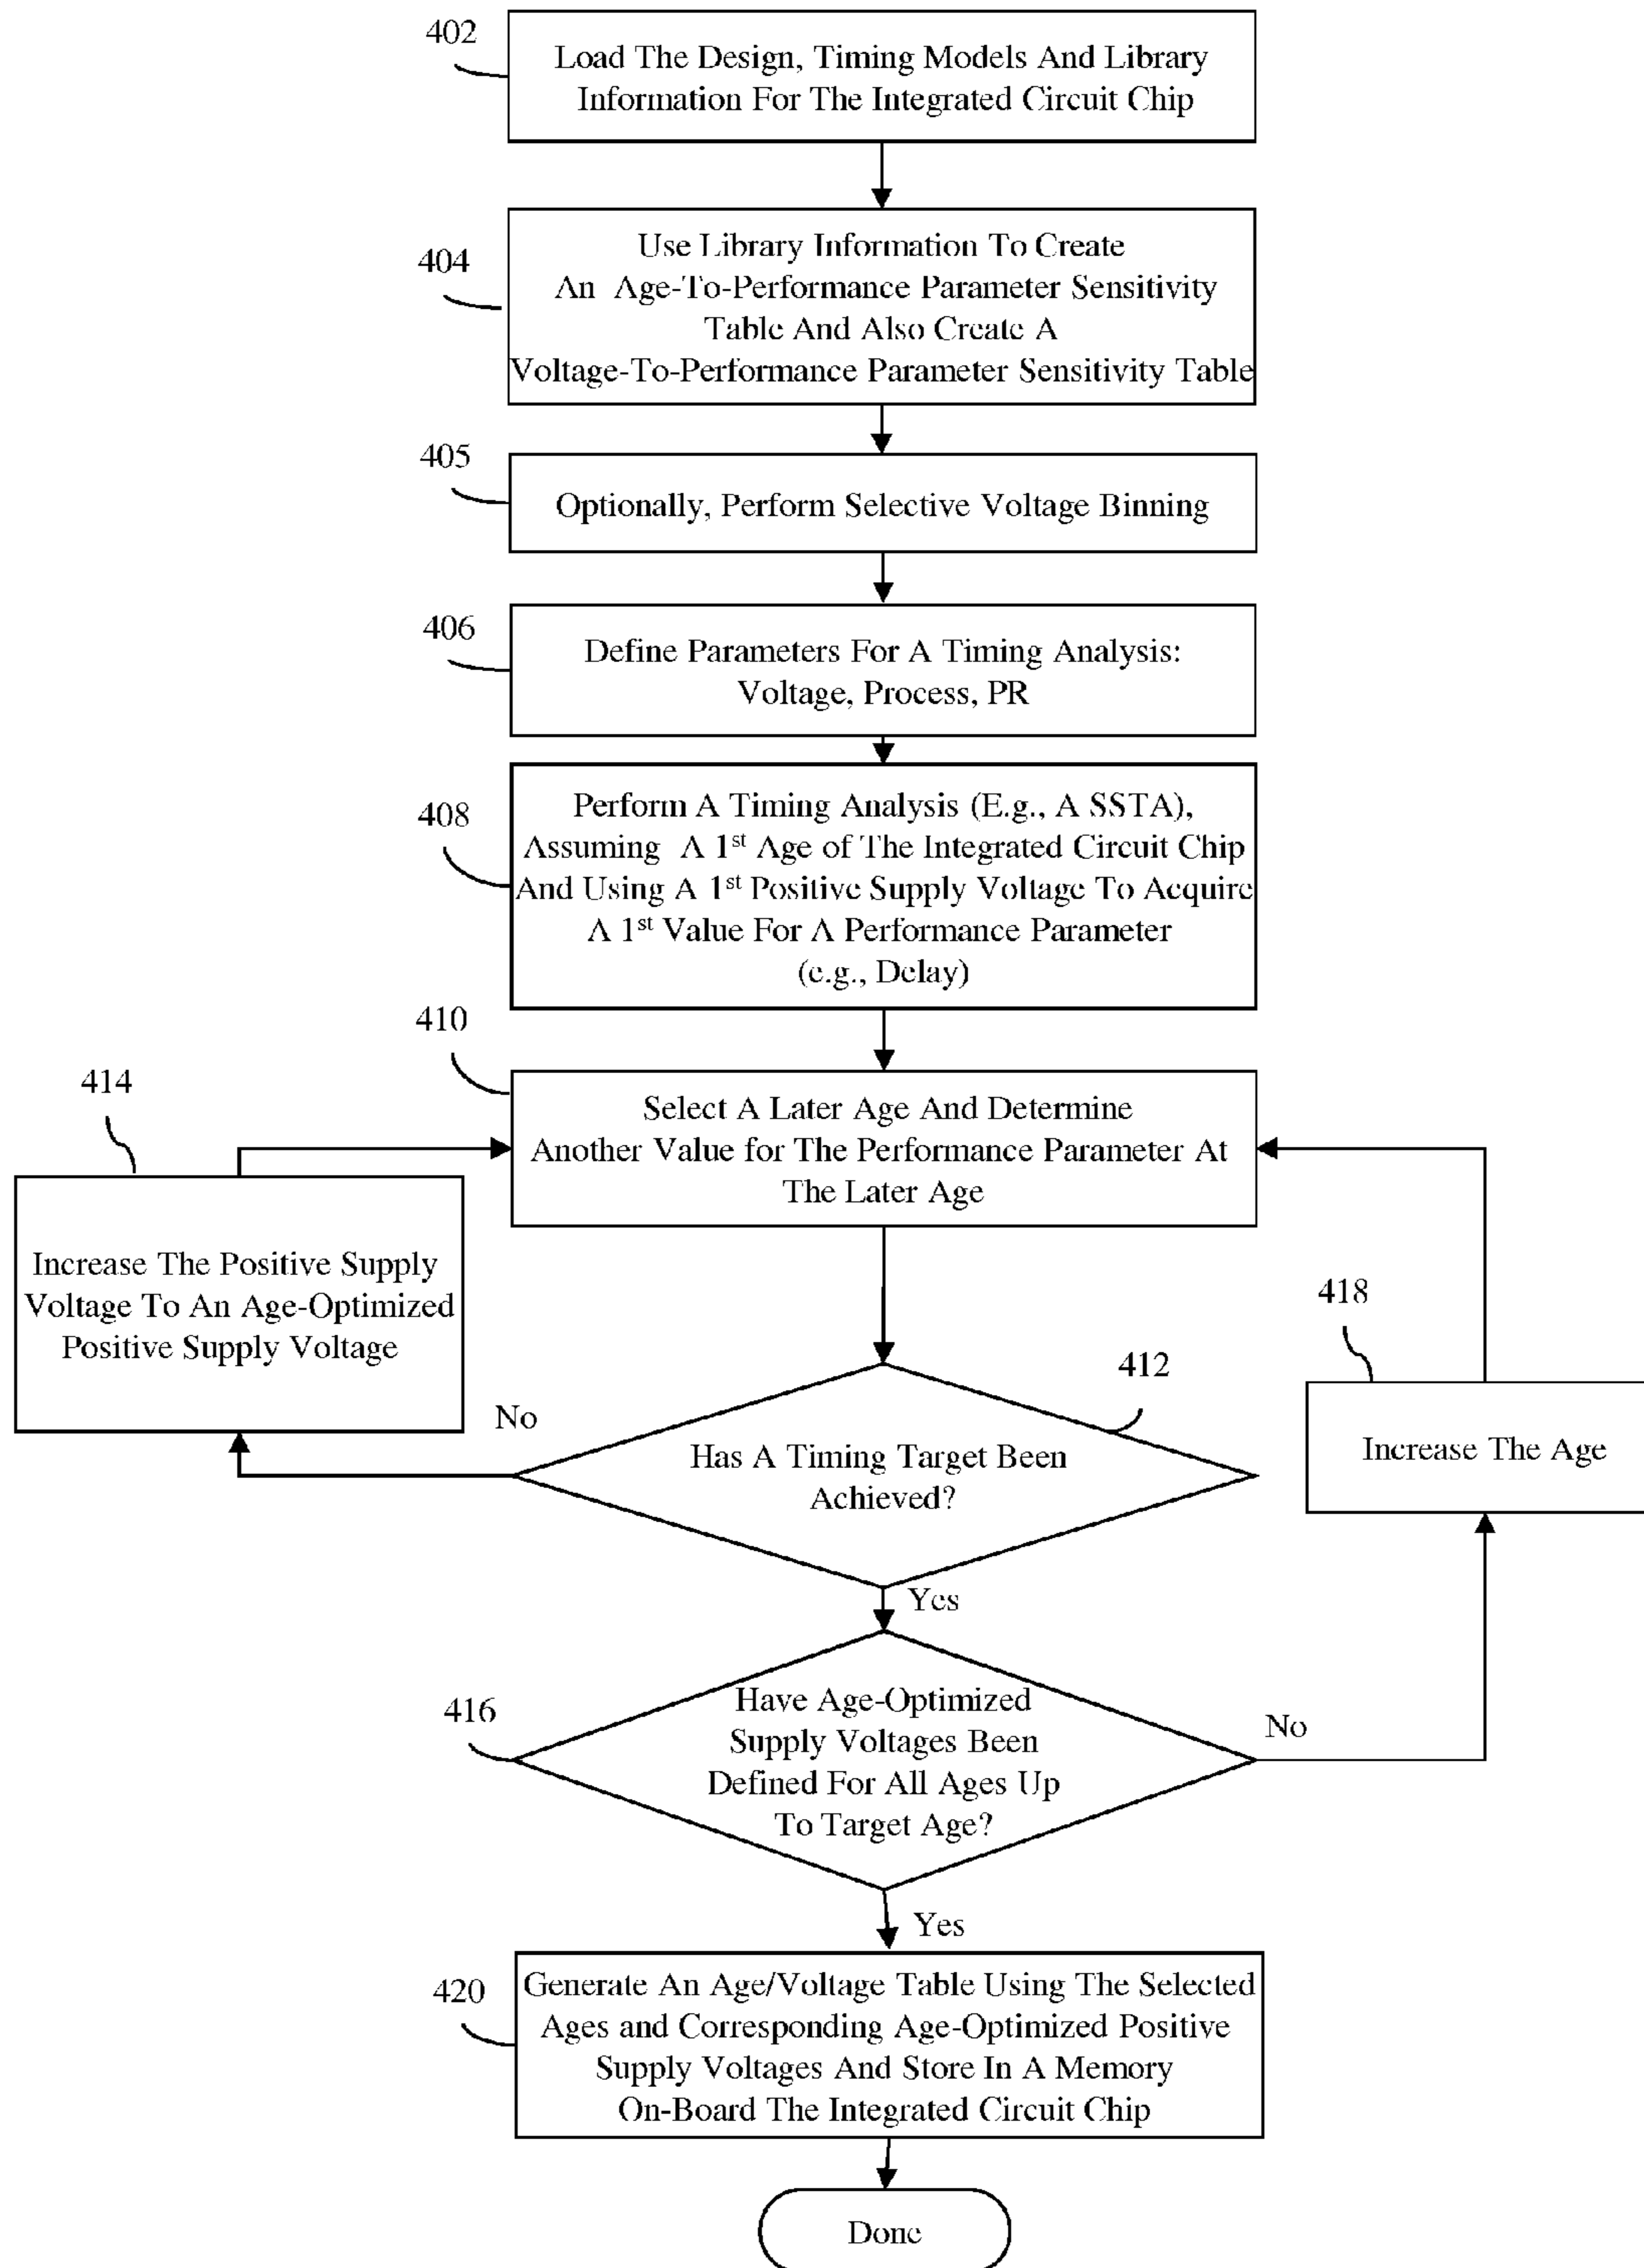 402
Load The Design, Timing Models And Library
Information For The Integrated Circuit Chip
404
Use Library Information To Create
An Age-To-Performance Parameter Sensitivity
Table And Also Create A
Voltage-To-Performance Parameter Sensitivity Table
405
Optionally, Perform Selective Voltage Binning
406
Define Parameters For A Timing Analysis:
Voltage, Process, PR
408
Perform A Timing Analysis (E.g., A SSTA),
Assuming A 1st Age of The Integrated Circuit Chip
And Using A 1st Positive Supply Voltage To Acquire
A 1st Value For A Performance Parameter
(e.g., Delay)
410
Select A Later Age And Determine
Another Value for The Performance Parameter At
The Later Age
414
Increase The Positive Supply
Voltage To An Age-Optimized
Positive Supply Voltage
412
Has A Timing Target Been
Achieved?
No
Yes
418
Increase The Age
416
Have Age-Optimized
Supply Voltages Been
Defined For All Ages Up
To Target Age?
No
Yes
420
Generate An Age/Voltage Table Using The Selected
Ages and Corresponding Age-Optimized Positive
Supply Voltages And Store In A Memory
On-Board The Integrated Circuit Chip
Done